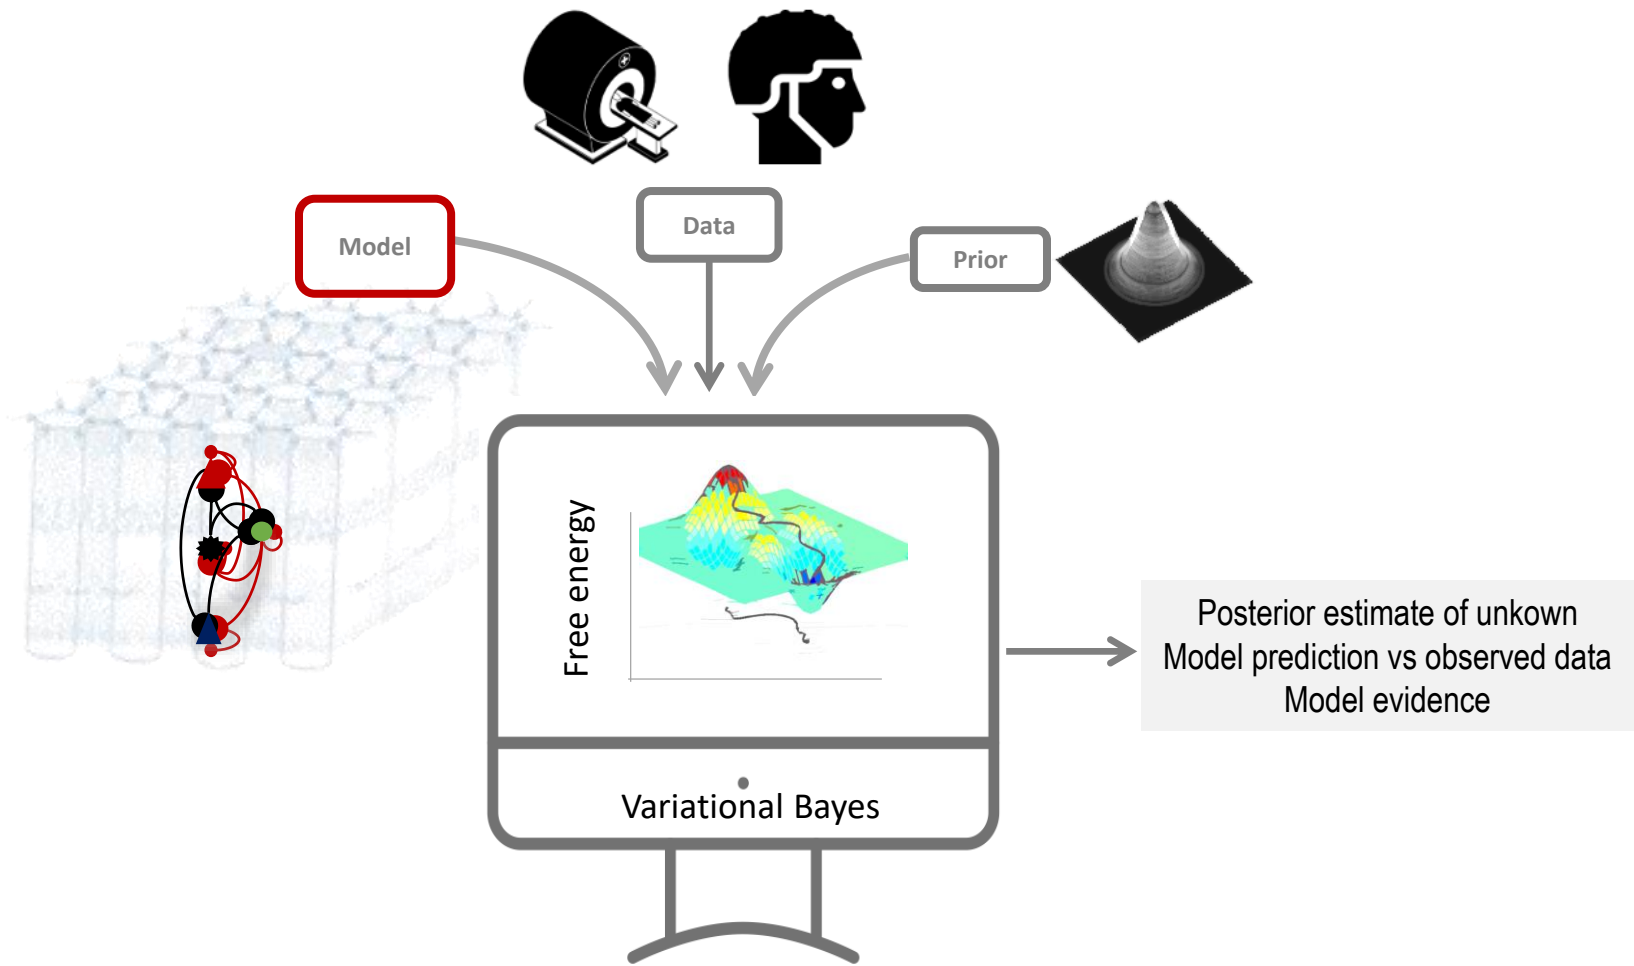 Model
Data
Prior
Free energy
Variational Bayes
Posterior estimate of unkown
Model prediction vs observed data
Model evidence